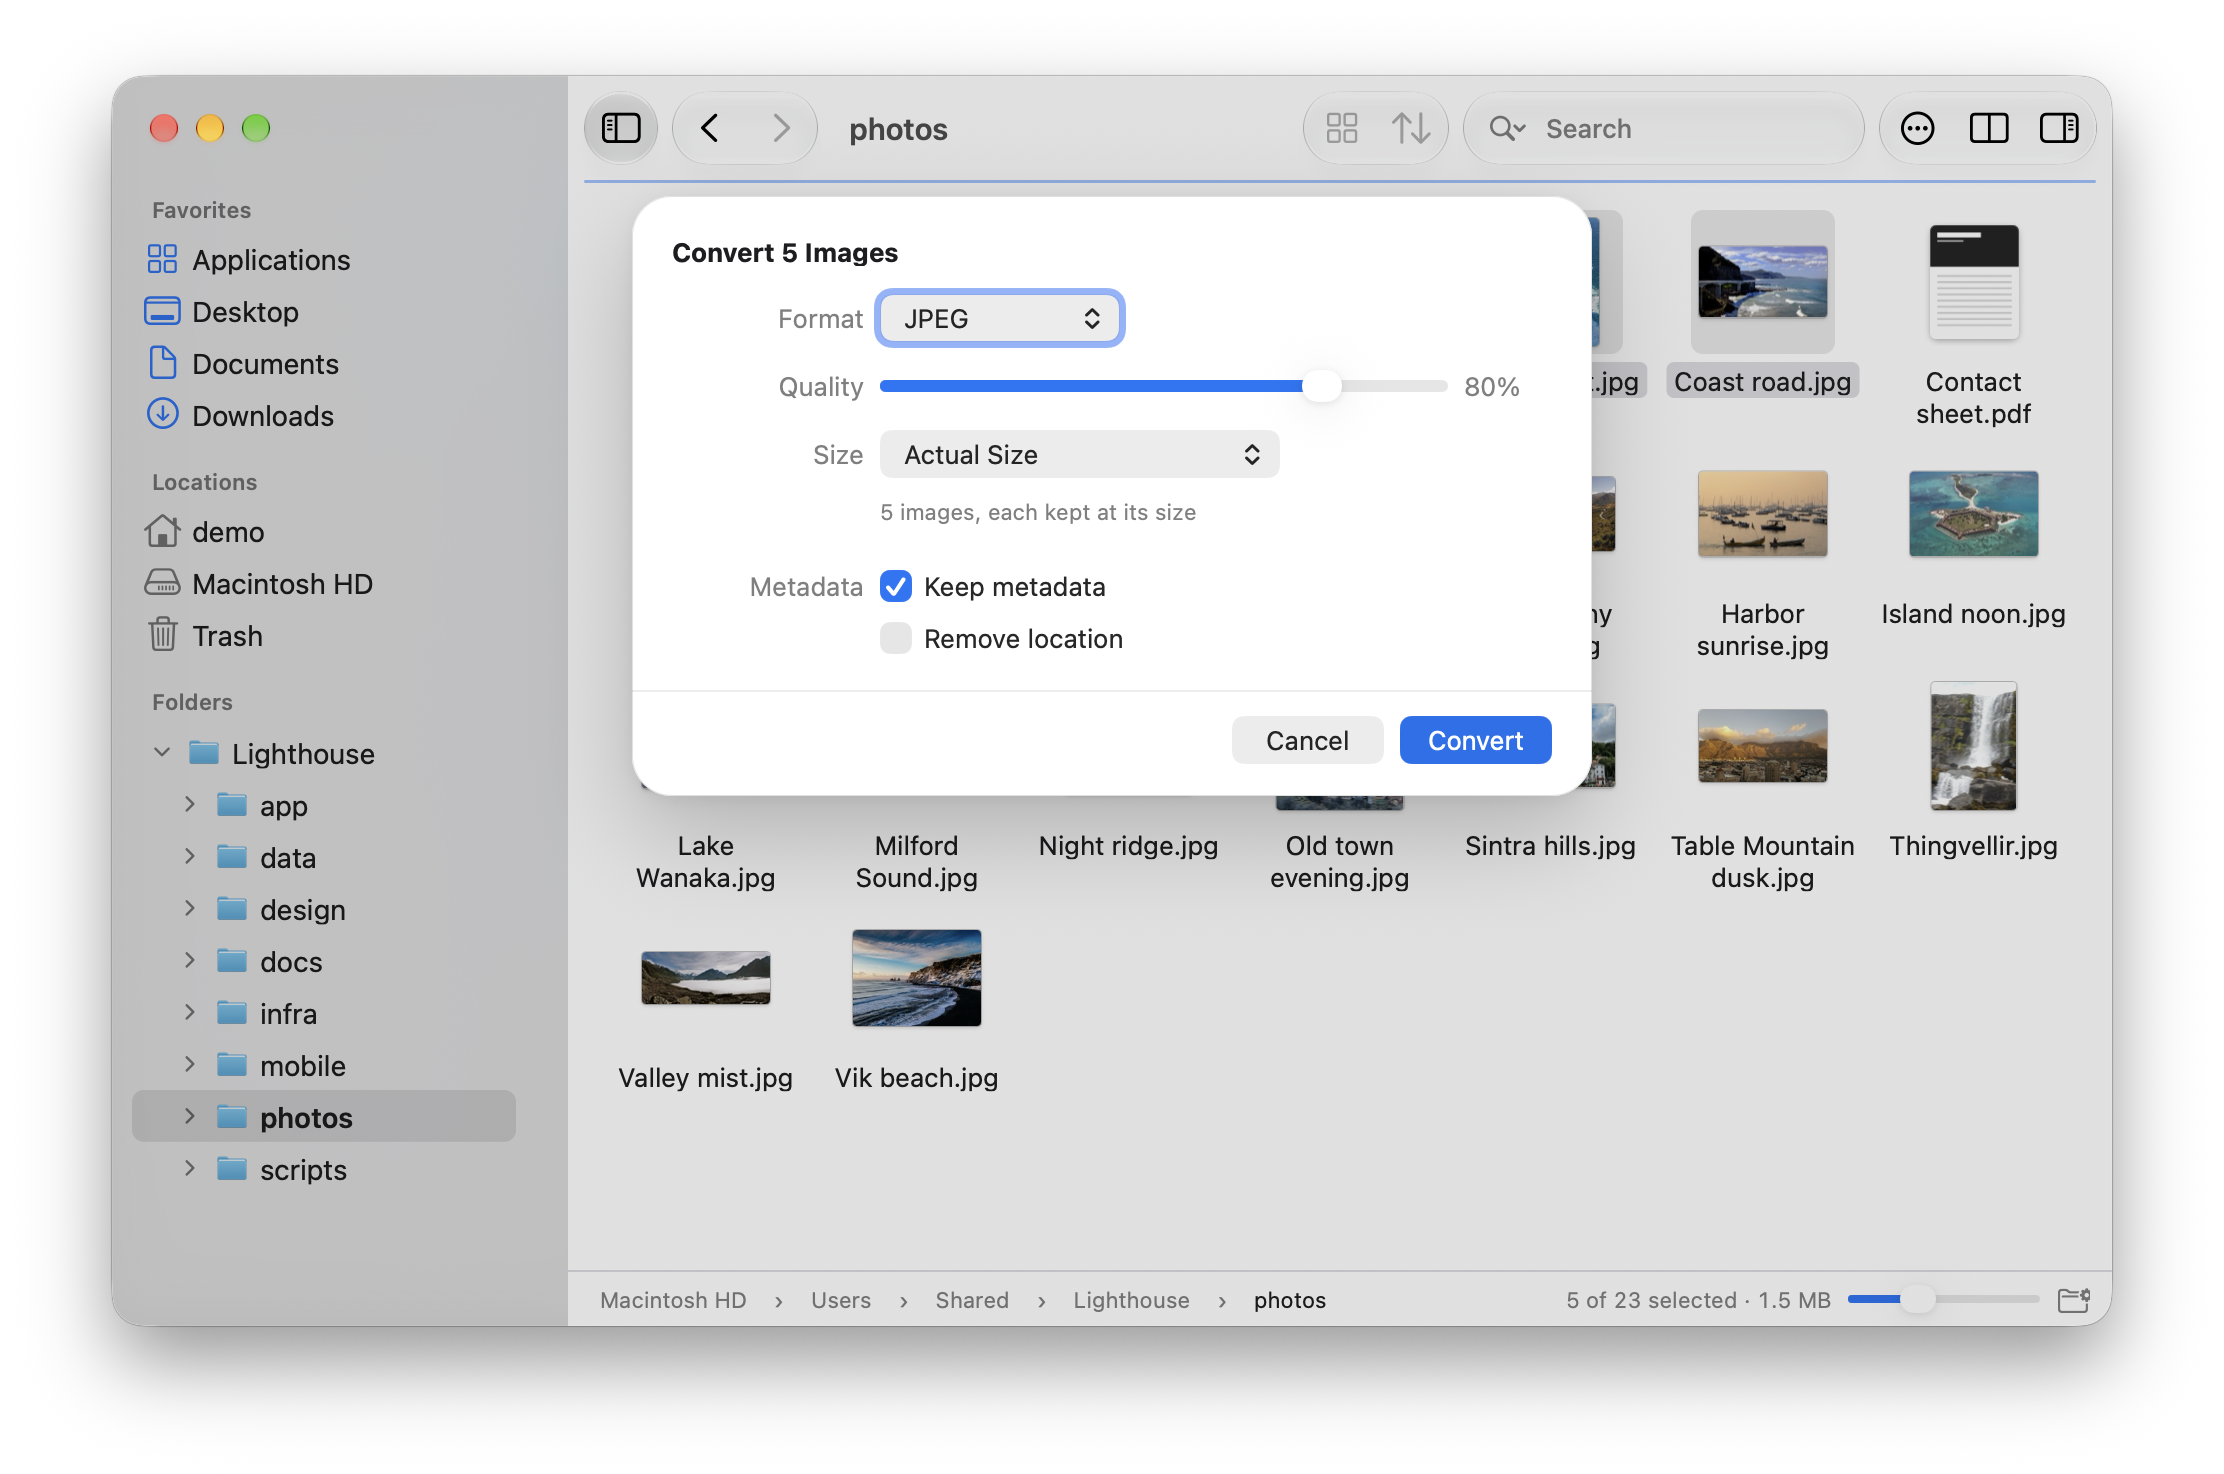 photos
Search
Favorites
Applications
Desktop
Documents
Downloads
Locations
demo
Macintosh HD
Trash
Folders
Lighthouse
app
data
design
docs
infra
mobile
photos
scripts
Convert 5 Images
Format JPEG
Quality 80%
Size Actual Size
5 images, each kept at its size
Metadata Keep metadata
Remove location
Cancel Convert
.jpg
Coast road.jpg
Contact
sheet.pdf
Harbor
sunrise.jpg
Island noon.jpg
Lake
Wanaka.jpg
Milford
Sound.jpg
Night ridge.jpg
Old town
evening.jpg
Sintra hills.jpg
Table Mountain
dusk.jpg
Thingvellir.jpg
Valley mist.jpg
Vik beach.jpg
Macintosh HD › Users › Shared › Lighthouse › photos
5 of 23 selected · 1.5 MB